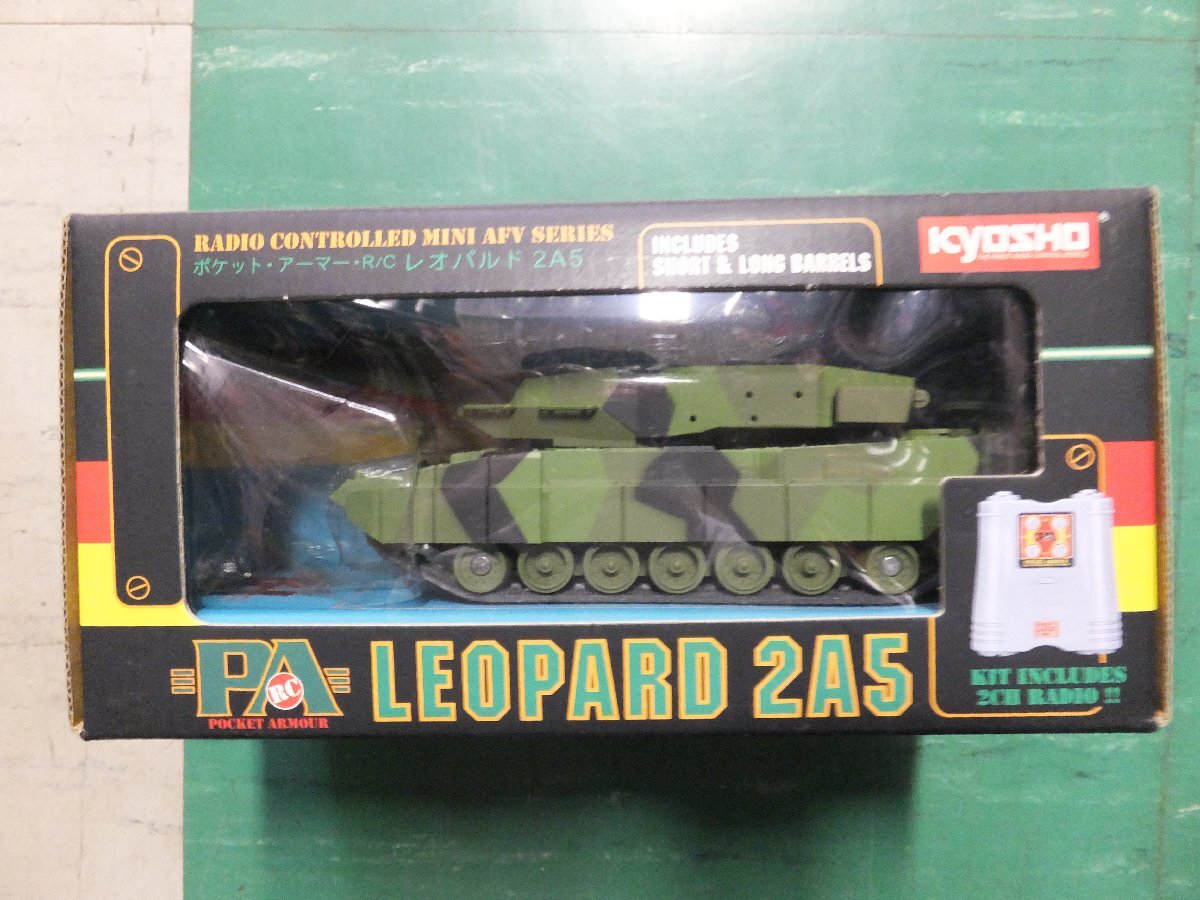 RADIO CONTROLLED MINI AFV SERIES
ポケット・アーマー・R/C レオパルド 2A5
INCLUDES
SHORT & LONG BARRELS
KYOSHO
®
PA
RC
POCKET ARMOUR
LEOPARD 2A5
KIT INCLUDES
2CH RADIO !!